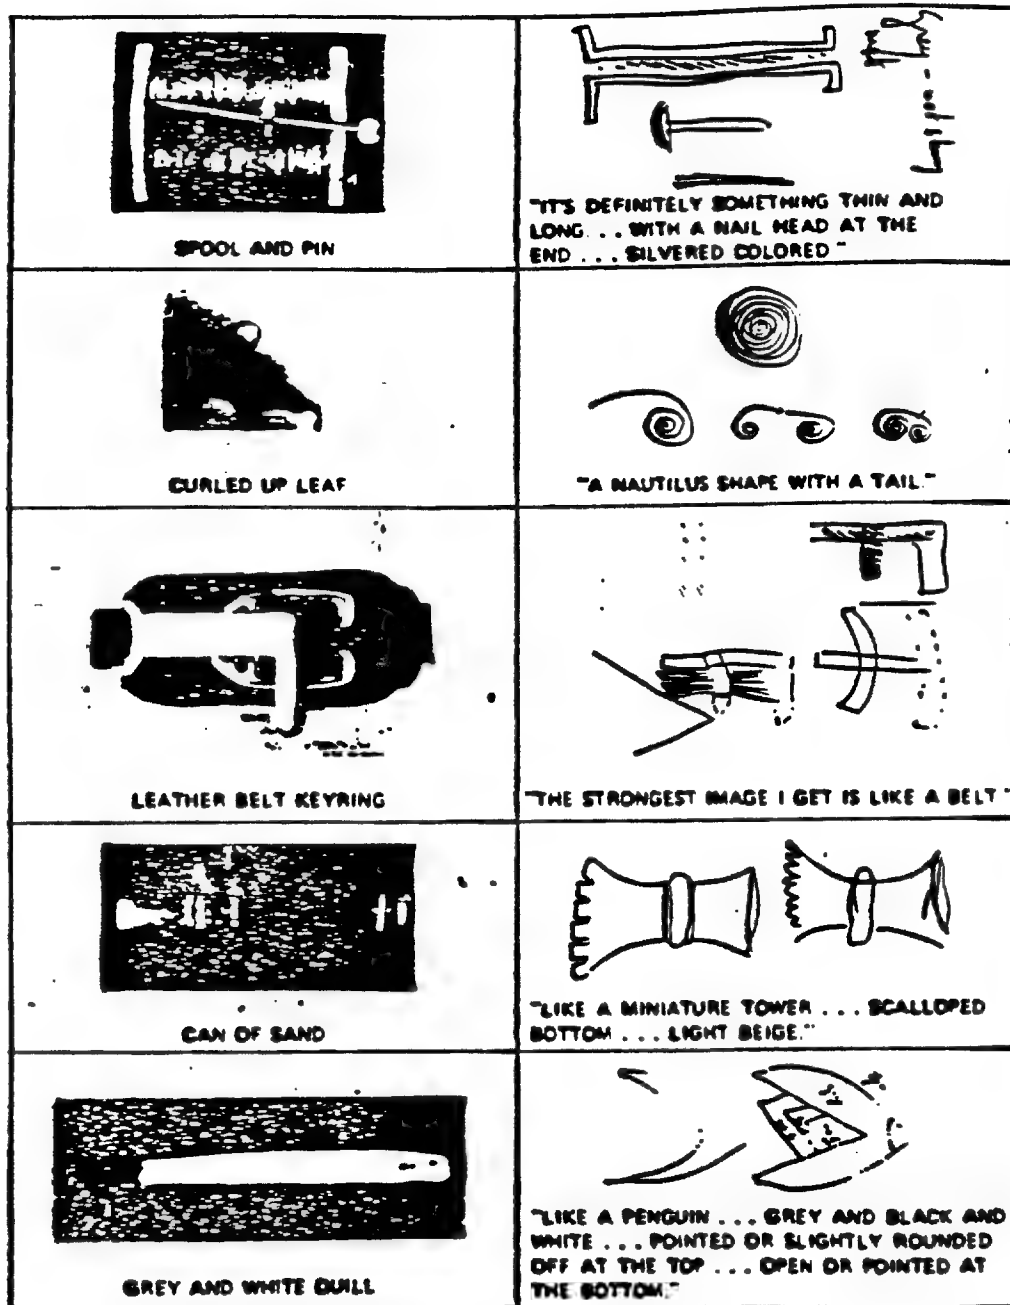 SPOOL AND PIN
"IT'S DEFINITELY SOMETHING THIN AND
LONG . . . WITH A NAIL HEAD AT THE
END . . . SILVERED COLORED"
CURLED UP LEAF
"A NAUTILUS SHAPE WITH A TAIL."
LEATHER BELT KEYRING
"THE STRONGEST IMAGE I GET IS LIKE A BELT"
CAN OF SAND
"LIKE A MINIATURE TOWER . . . SCALLOPED
BOTTOM . . . LIGHT BEIGE."
GREY AND WHITE QUILL
"LIKE A PENGUIN . . . GREY AND BLACK AND
WHITE . . . POINTED OR SLIGHTLY ROUNDED
OFF AT THE TOP . . . OPEN OR POINTED AT
THE BOTTOM."